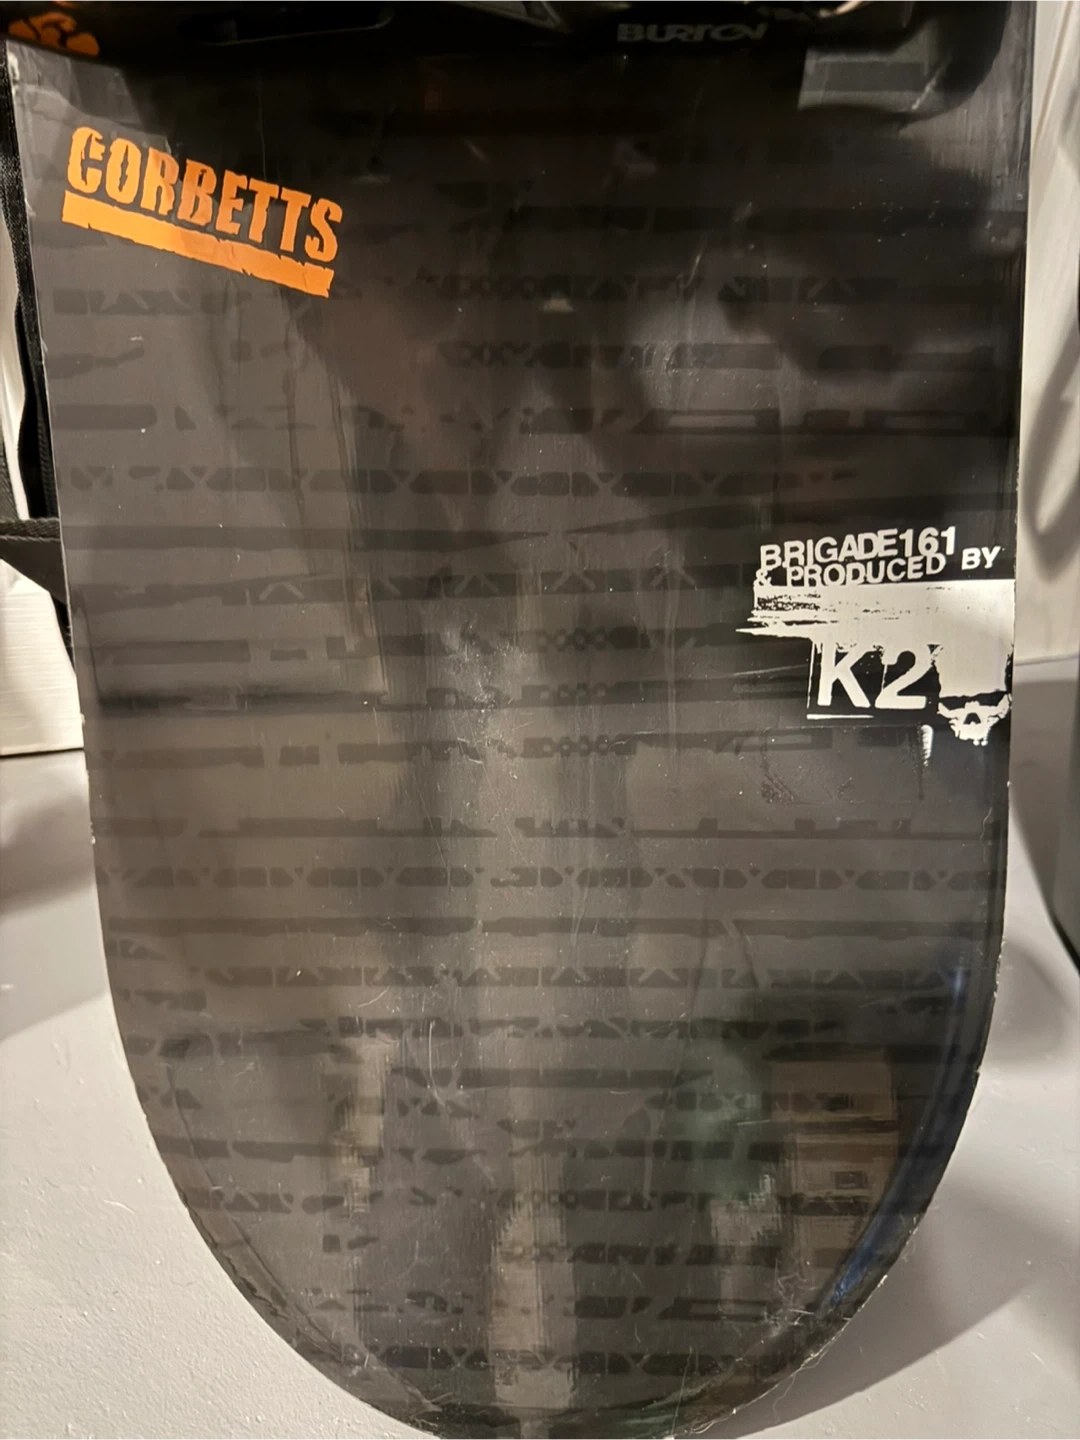 BURTON
CORBETTS
BRIGADE161
& PRODUCED BY
K2